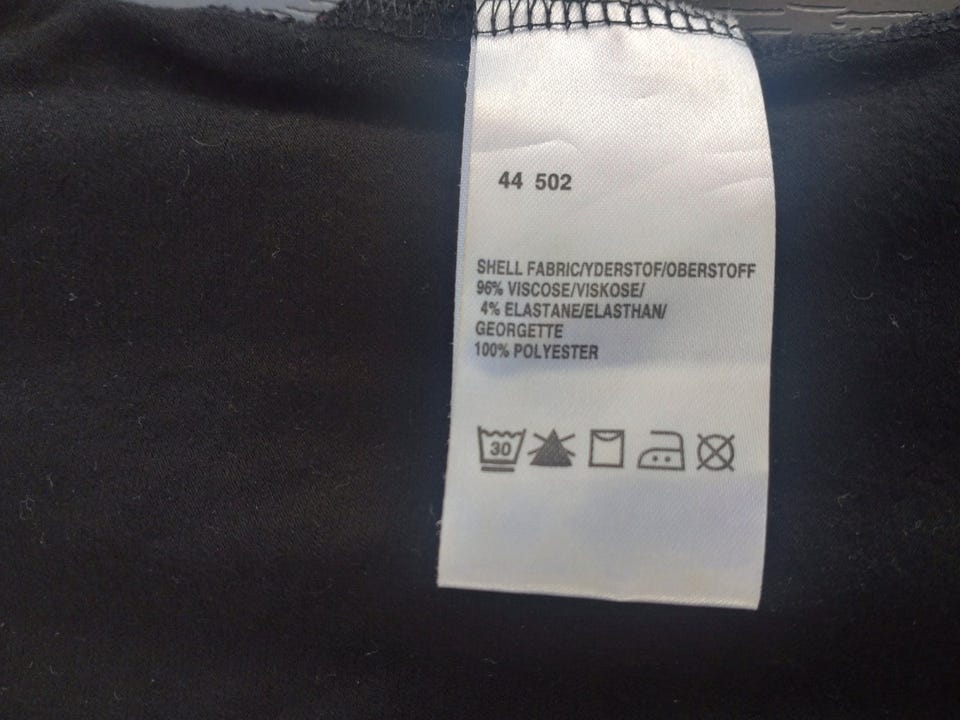 44 502
SHELL FABRIC/YDERSTOF/OBERSTOFF
96% VISCOSE/VISKOSE/
4% ELASTANE/ELASTHAN/
GEORGETTE
100% POLYESTER
30